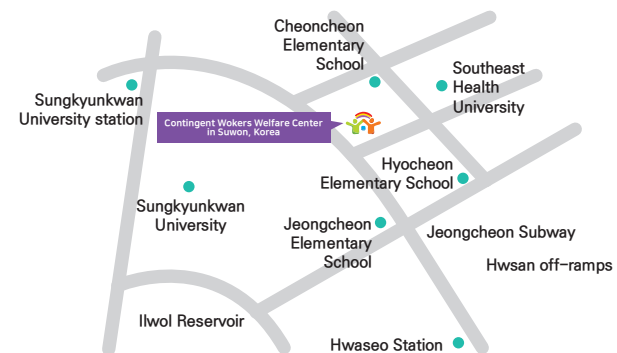 Cheoncheon
Elementary
School
Southeast
Health
University
Sungkyunkwan
University station
Contingent Wokers Welfare Center
in Suwon, Korea
Hyocheon
Elementary School
Sungkyunkwan
University
Jeongcheon
Elementary
School
Jeongcheon Subway
Hwsan off-ramps
Ilwol Reservoir
Hwaseo Station